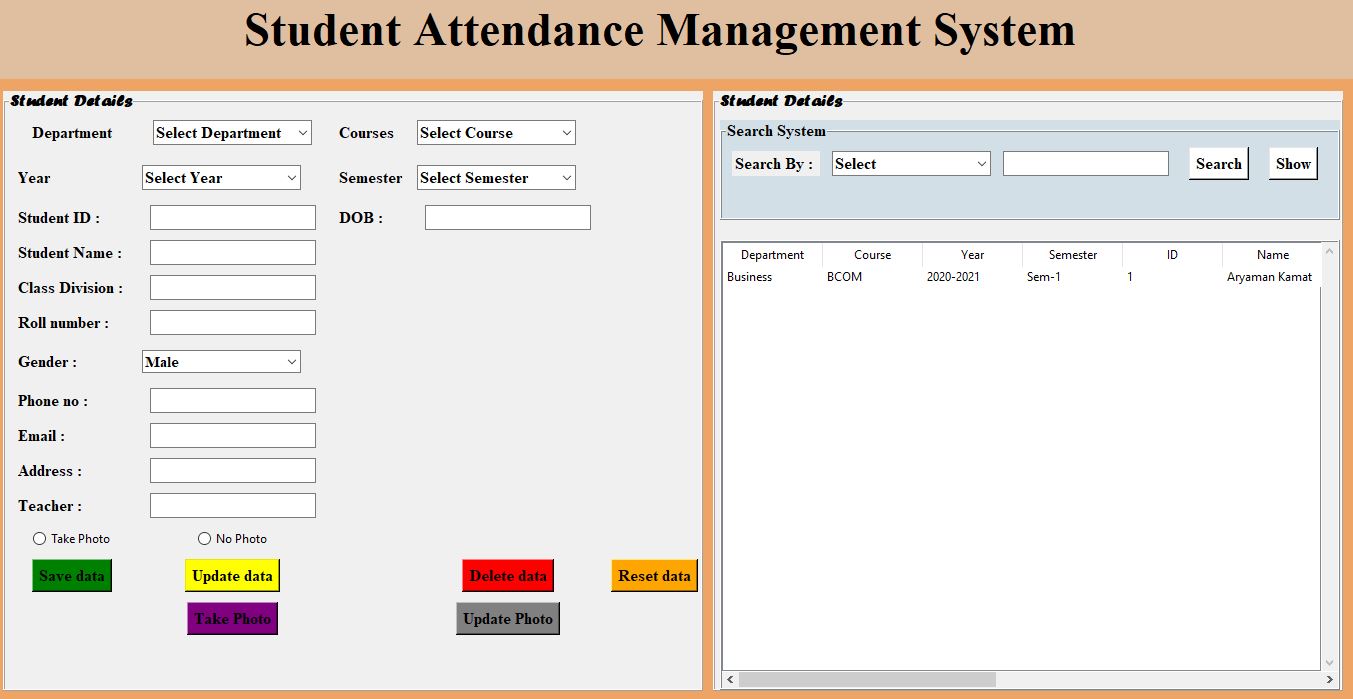 Student Attendance Management System
Student Details
Department Select Department Courses Select Course
Year Select Year Semester Select Semester
Student ID : DOB :
Student Name :
Class Division :
Roll number :
Gender : Male
Phone no :
Email :
Address :
Teacher :
Take Photo No Photo
Save data Update data Delete data Reset data
Take Photo Update Photo
Student Details
Search System
Search By : Select Search Show
Department Course Year Semester ID Name
Business BCOM 2020-2021 Sem-1 1 Aryaman Kamat